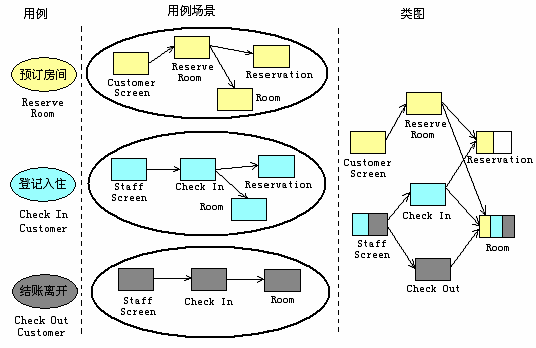 用例
用例场景
类图
预订房间
Reserve
Room
Customer
Screen
Reserve
Room
Reservation
Room
登记入住
Check In
Customer
Staff
Screen
Check In
Reservation
Room
结账离开
Check Out
Customer
Staff
Screen
Check In
Room
Reserve
Room
Customer
Screen
Reservation
Check In
Staff
Screen
Room
Check Out